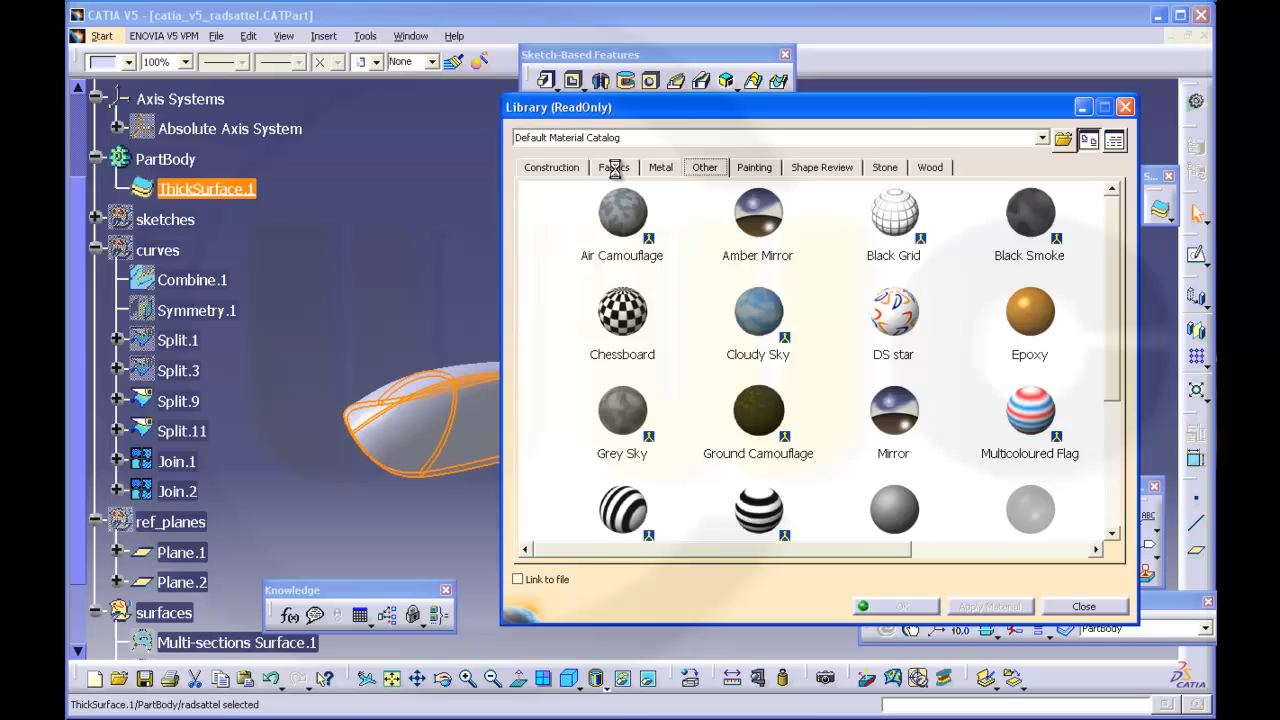 CATIA V5 - [catia_v5_radsattel.CATPart]
Start ENOVIA V5 VPM File Edit View Insert Tools Window Help
100% None
Sketch-Based Features
Axis Systems
Absolute Axis System
PartBody
ThickSurface.1
sketches
curves
Combine.1
Symmetry.1
Split.1
Split.3
Split.9
Split.11
Join.1
Join.2
ref_planes
Plane.1
Plane.2
surfaces
Multi-sections Surface.1
Knowledge
Library (ReadOnly)
Default Material Catalog
Construction Fabrics Metal Other Painting Shape Review Stone Wood
Air Camouflage Amber Mirror Black Grid Black Smoke
Chessboard Cloudy Sky DS star Epoxy
Grey Sky Ground Camouflage Mirror Multicoloured Flag
Link to file
OK Apply Material Close
S...
ABC
10.0 PartBody
CATIA
ThickSurface.1/PartBody/radsattel selected